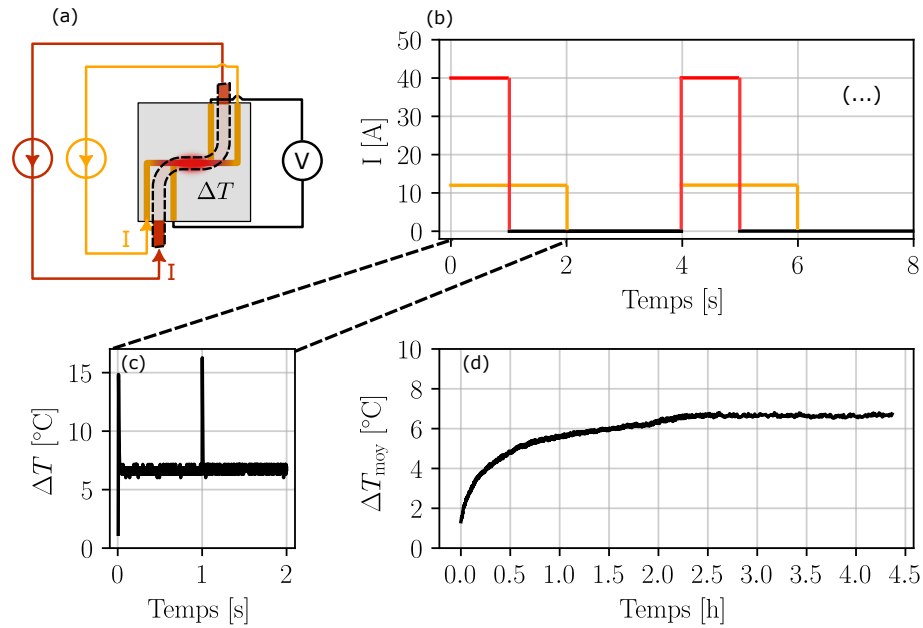 (a)
V
ΔT
I
I
(b)
50
40
30
20
10
0
I [A]
(...)
0
2
4
6
8
Temps [s]
(c)
15
10
5
0
ΔT [°C]
0
1
2
Temps [s]
(d)
10
8
6
4
2
0
ΔT_moy [°C]
0.0
0.5
1.0
1.5
2.0
2.5
3.0
3.5
4.0
4.5
Temps [h]